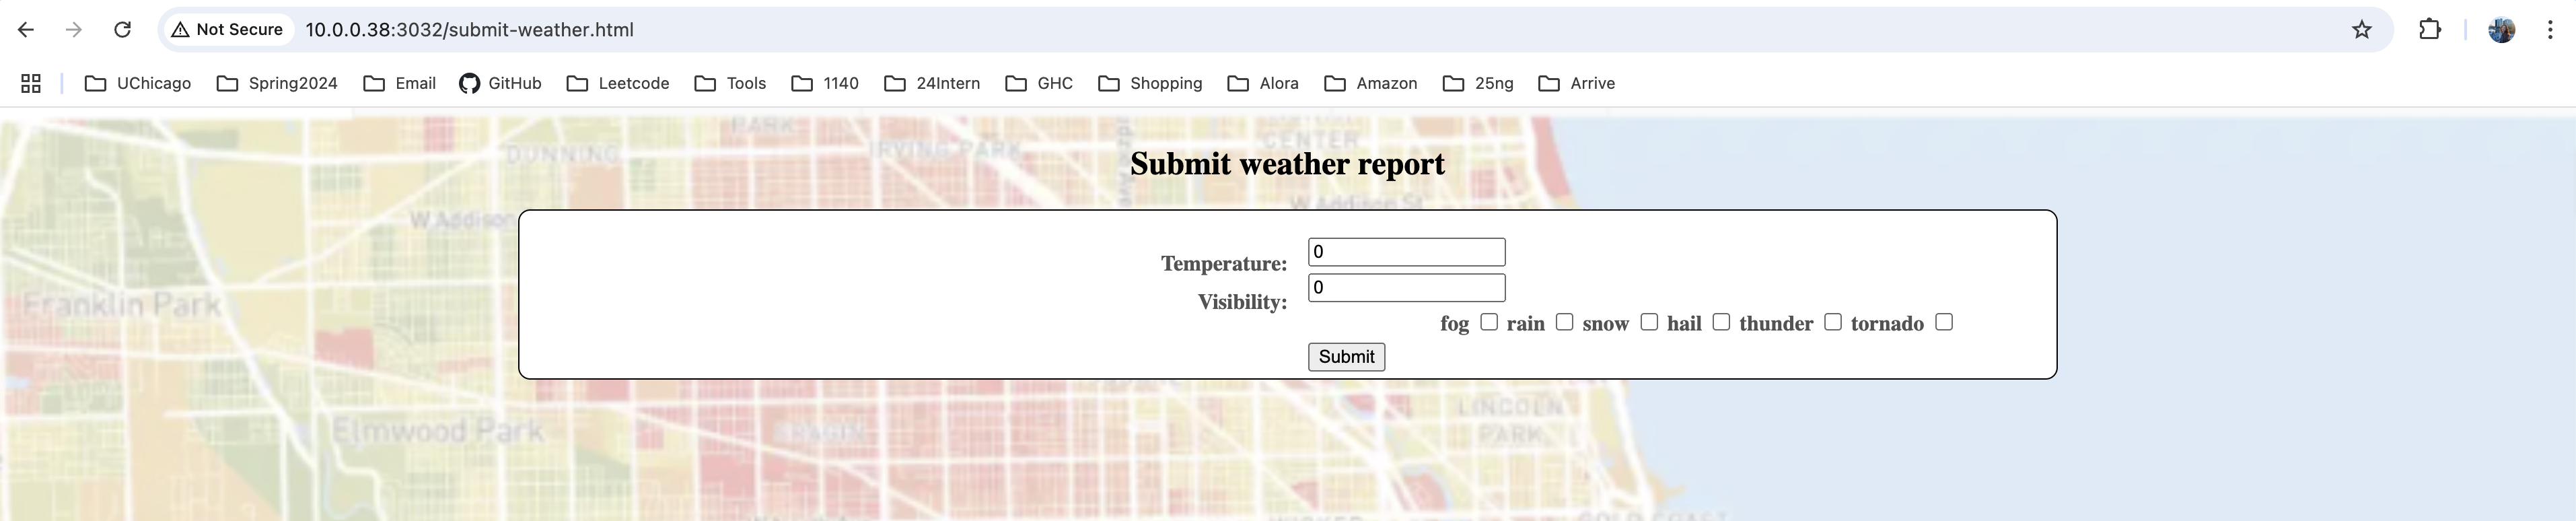 Not Secure 10.0.0.38:3032/submit-weather.html
UChicago Spring2024 Email GitHub Leetcode Tools 1140 24Intern GHC Shopping Alora Amazon 25ng Arrive
PARK
CENTER
DUNNING
IRVING PARK
Submit weather report
W Addison
W Addison St
Temperature: 0
Visibility: 0
Franklin Park
fog rain snow hail thunder tornado
Submit
LINCOLN
PARK
Elmwood Park